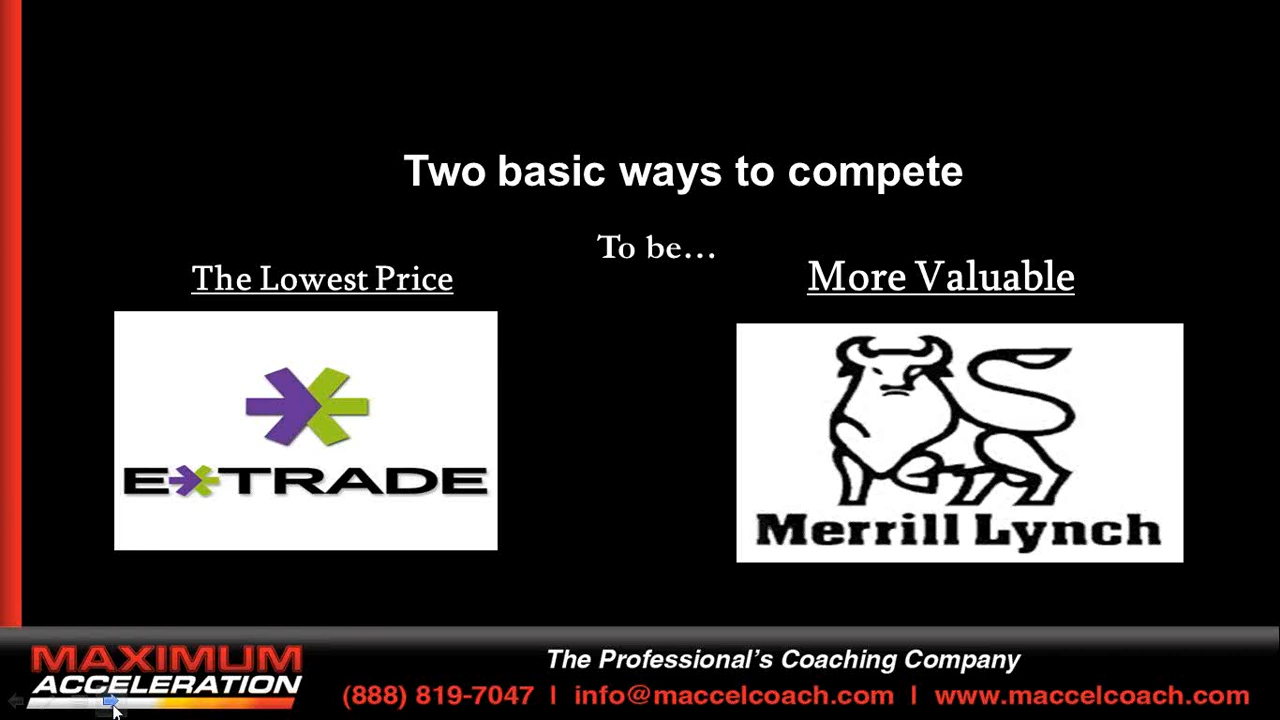 Two basic ways to compete
To be...
The Lowest Price
More Valuable
E*TRADE
Merrill Lynch
MAXIMUM
ACCELERATION
The Professional's Coaching Company
(888) 819-7047 | info@maccelcoach.com | www.maccelcoach.com